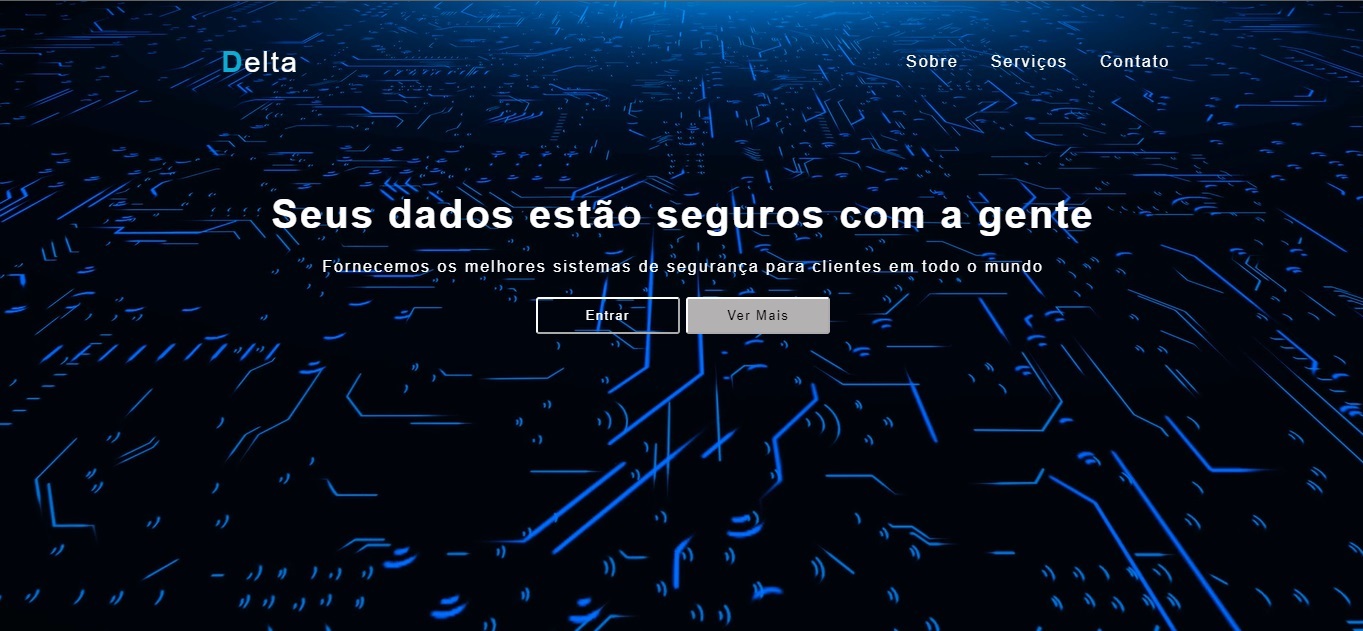 Delta
Sobre Serviços Contato
Seus dados estão seguros com a gente
Fornecemos os melhores sistemas de segurança para clientes em todo o mundo
Entrar Ver Mais